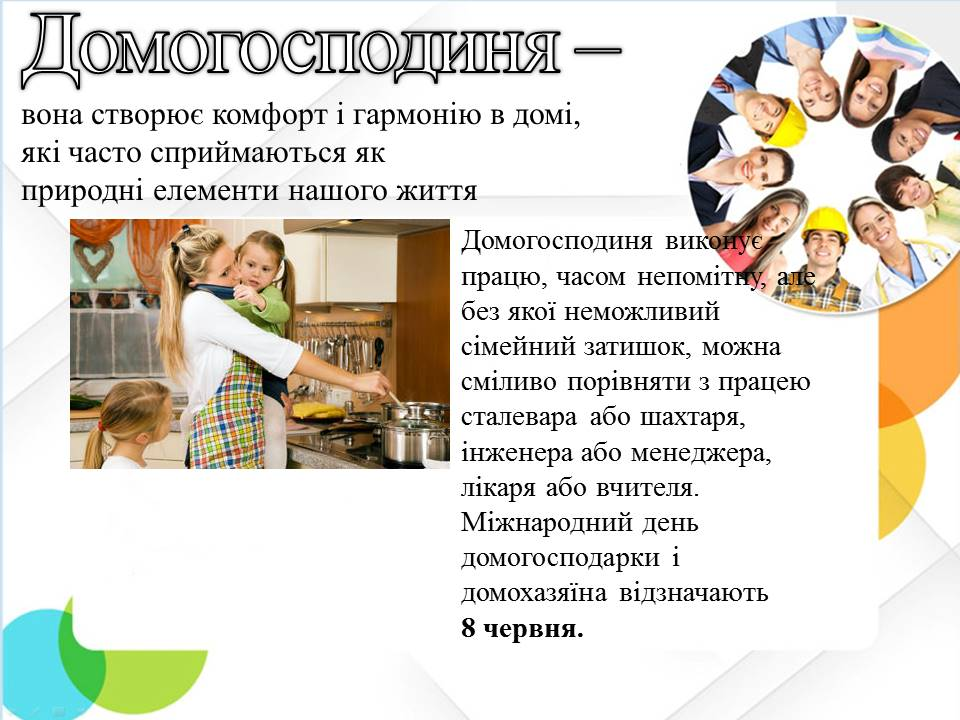 Домогосподиня –
вона створює комфорт і гармонію в домі,
які часто сприймаються як
природні елементи нашого життя
Домогосподиня виконує
працю, часом непомітну, але
без якої неможливий
сімейний затишок, можна
сміливо порівняти з працею
сталевара або шахтаря,
інженера або менеджера,
лікаря або вчителя.
Міжнародний день
домогосподарки і
домохазяїна відзначають
8 червня.